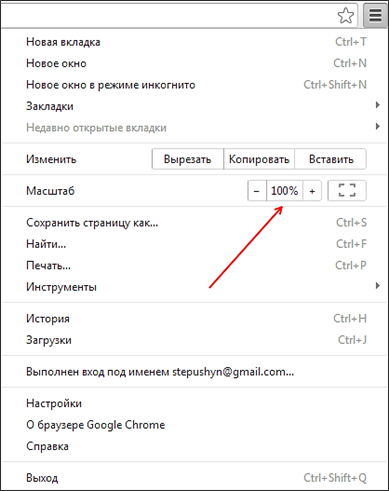 Новая вкладка Ctrl+T
Новое окно Ctrl+N
Новое окно в режиме инкогнито Ctrl+Shift+N
Закладки
Недавно открытые вкладки
Изменить Вырезать Копировать Вставить
Масштаб − 100% +
Сохранить страницу как... Ctrl+S
Найти... Ctrl+F
Печать... Ctrl+P
Инструменты
История Ctrl+H
Загрузки Ctrl+J
Выполнен вход под именем stepushyn@gmail.com...
Настройки
О браузере Google Chrome
Справка
Выход Ctrl+Shift+Q